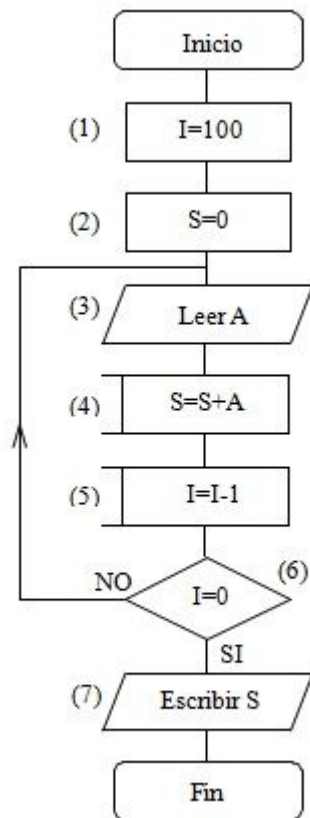 Inicio
(1) I=100
(2) S=0
(3) Leer A
(4) S=S+A
(5) I=I-1
(6)
NO I=0
SI
(7) Escribir S
Fin